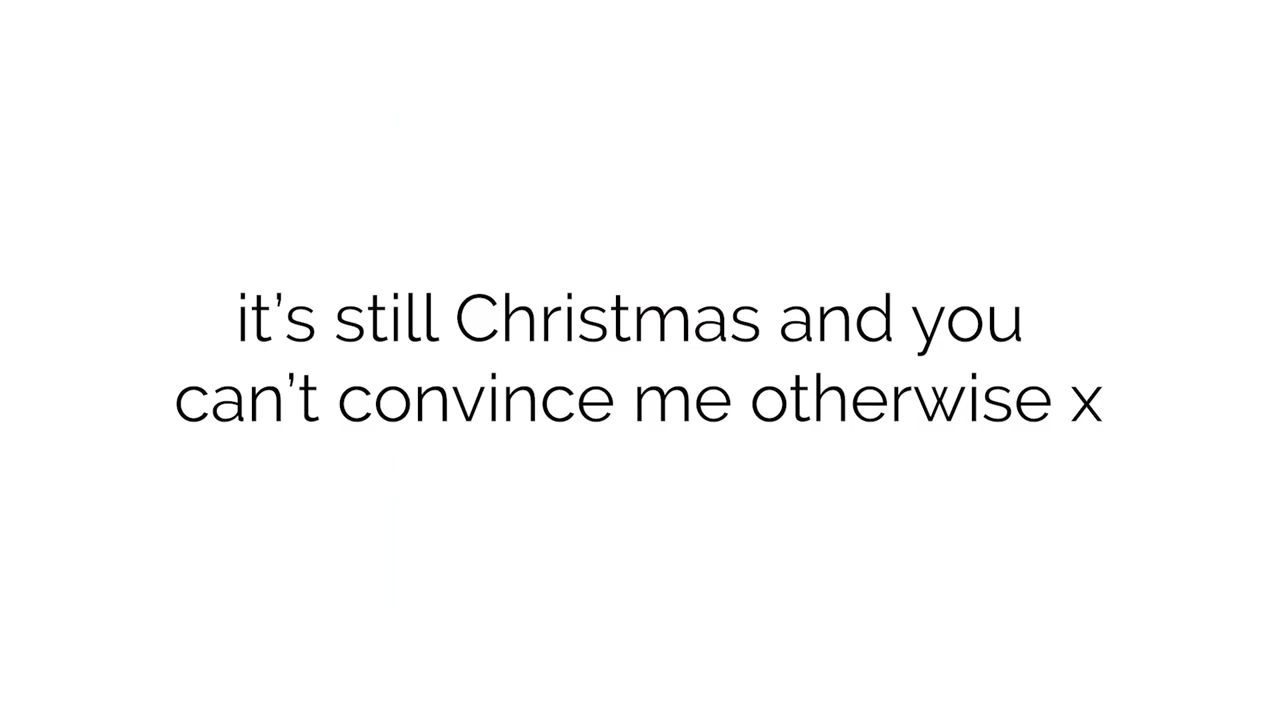 it’s still Christmas and you
can’t convince me otherwise x